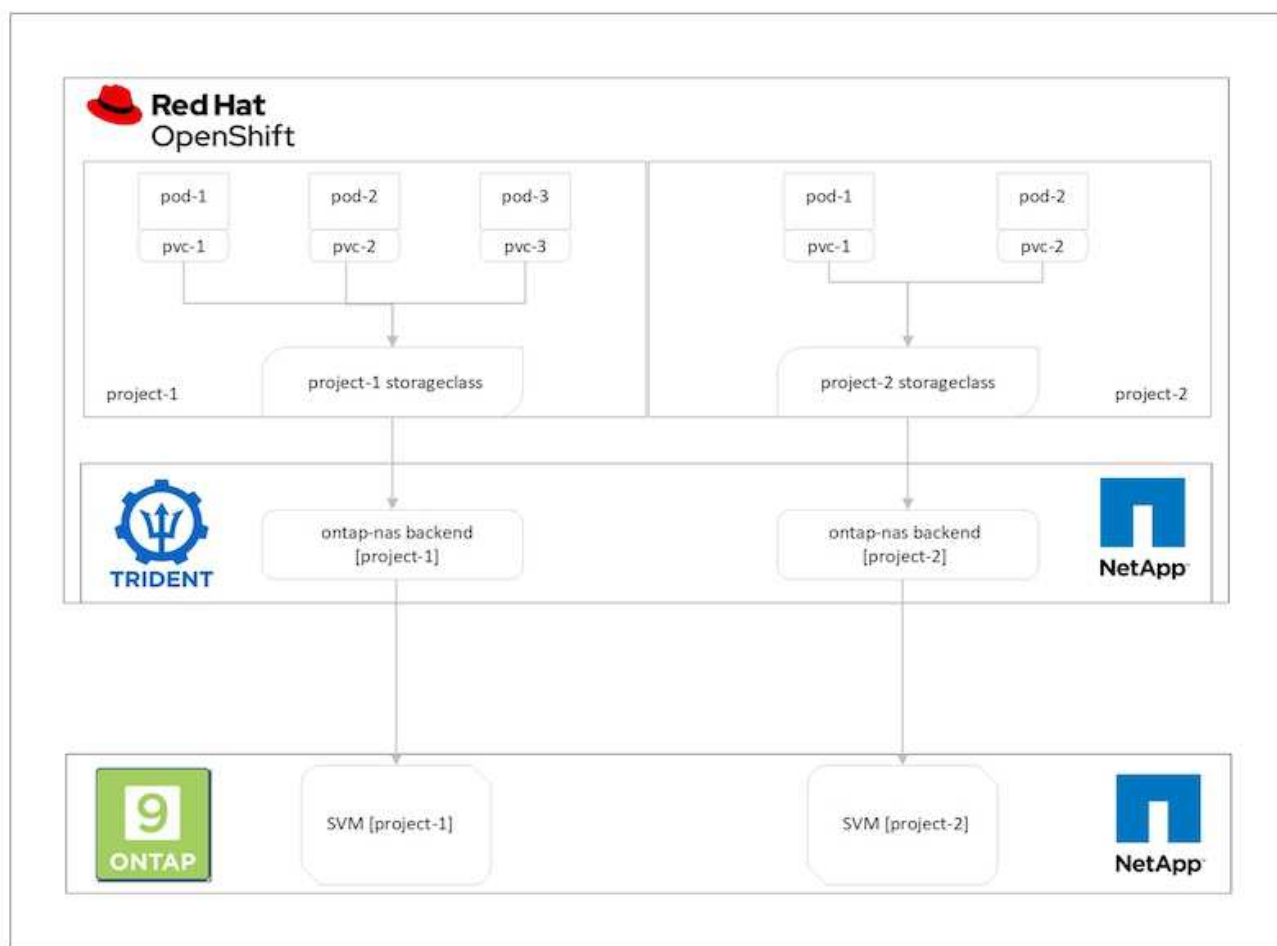 Red Hat
OpenShift
pod-1 pod-2 pod-3 pod-1 pod-2
pvc-1 pvc-2 pvc-3 pvc-1 pvc-2
project-1 storageclass project-2 storageclass
project-1 project-2
ontap-nas backend
[project-1]
ontap-nas backend
[project-2]
TRIDENT
NetApp
9
ONTAP
SVM [project-1]
SVM [project-2]
NetApp